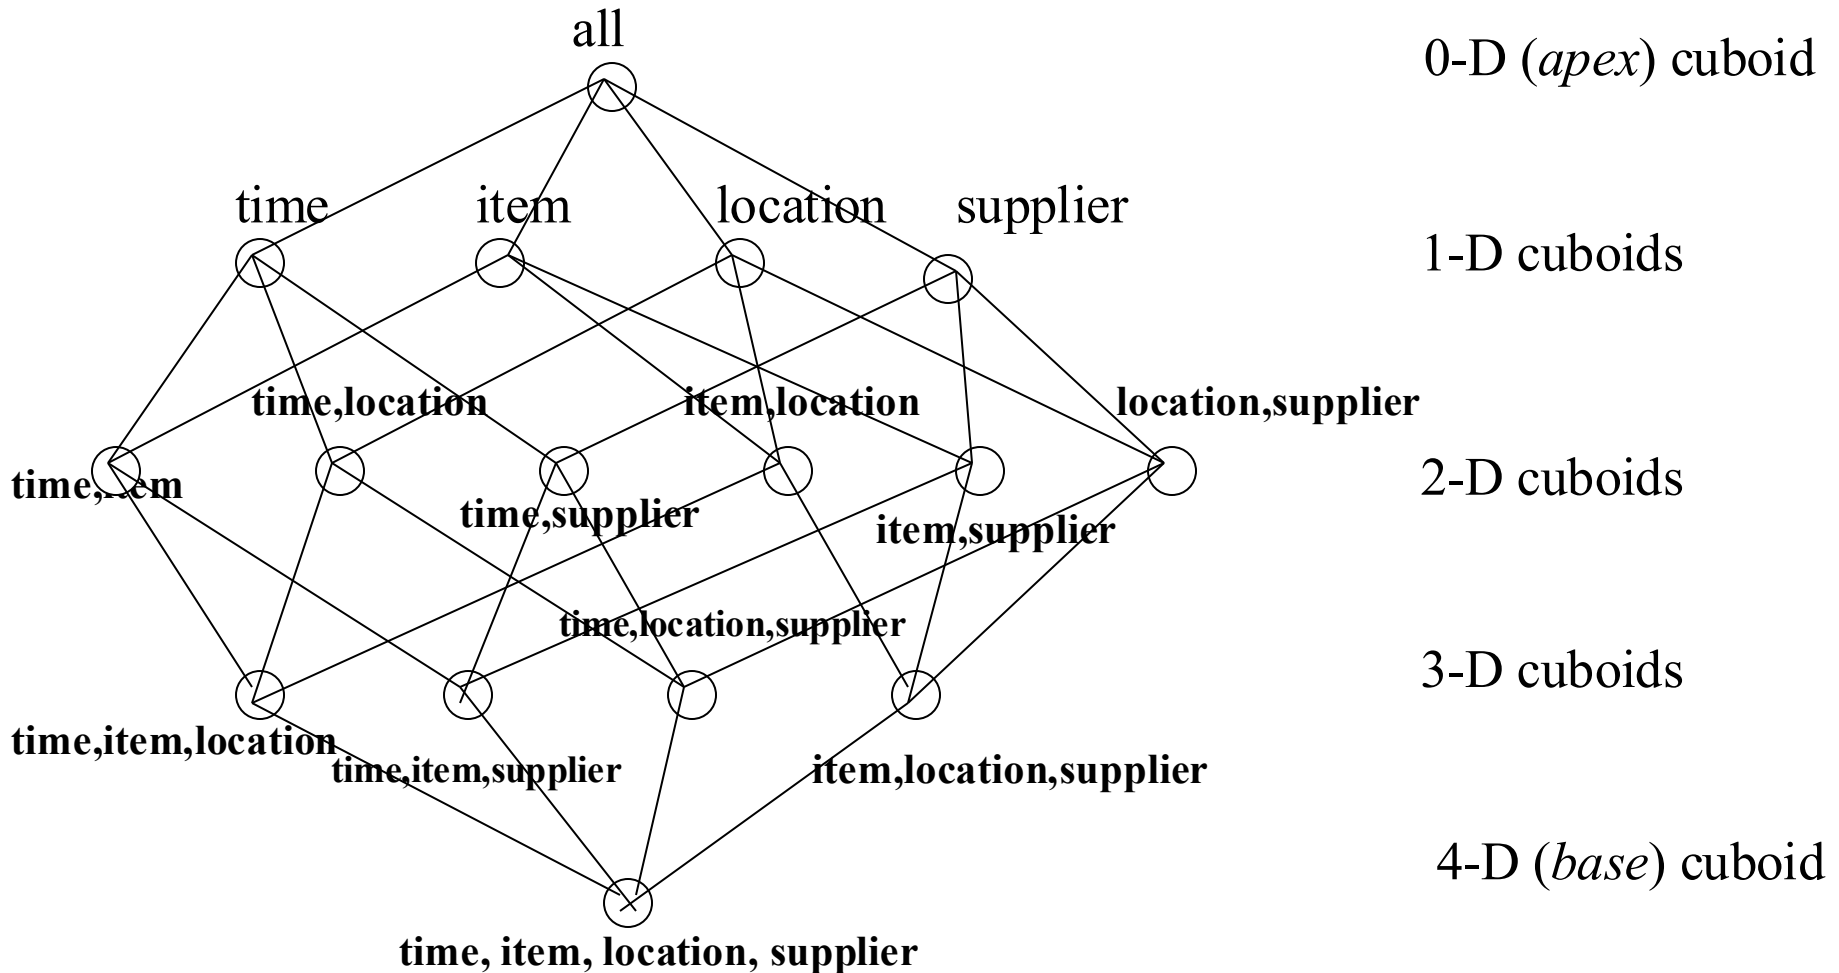 all
0-D (apex) cuboid
time
item
location
supplier
1-D cuboids
time,location
item,location
location,supplier
time,item
time,supplier
item,supplier
2-D cuboids
time,location,supplier
3-D cuboids
time,item,location
time,item,supplier
item,location,supplier
4-D (base) cuboid
time, item, location, supplier